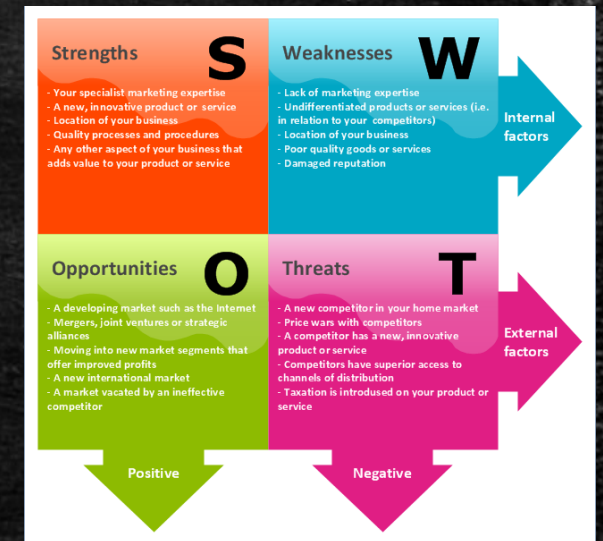 Strengths
S
- Your specialist marketing expertise
- A new, innovative product or service
- Location of your business
- Quality processes and procedures
- Any other aspect of your business that
adds value to your product or service
Weaknesses
W
- Lack of marketing expertise
- Undifferentiated products or services (i.e.
in relation to your competitors)
- Location of your business
- Poor quality goods or services
- Damaged reputation
Internal
factors
Opportunities
O
- A developing market such as the Internet
- Mergers, joint ventures or strategic
alliances
- Moving into new market segments that
offer improved profits
- A new international market
- A market vacated by an ineffective
competitor
Threats
T
- A new competitor in your home market
- Price wars with competitors
- A competitor has a new, innovative
product or service
- Competitors have superior access to
channels of distribution
- Taxation is introdused on your product or
service
External
factors
Positive
Negative